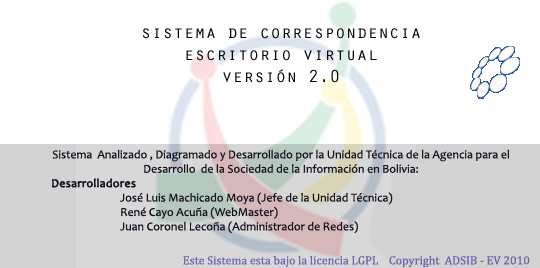 SISTEMA DE CORRESPONDENCIA
ESCRITORIO VIRTUAL
VERSIÓN 2.0
Sistema Analizado , Diagramado y Desarrollado por la Unidad Técnica de la Agencia para el
Desarrollo de la Sociedad de la Información en Bolivia:
Desarrolladores
José Luis Machicado Moya (Jefe de la Unidad Técnica)
René Cayo Acuña (WebMaster)
Juan Coronel Lecoña (Administrador de Redes)
Este Sistema esta bajo la licencia LGPL Copyright ADSIB - EV 2010